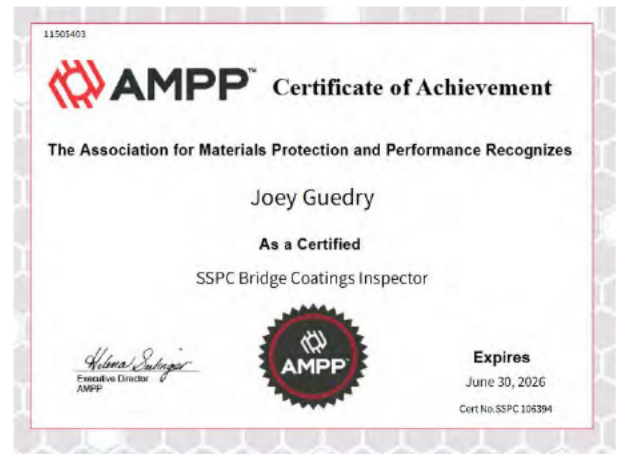 11505403
AMPP™ Certificate of Achievement
The Association for Materials Protection and Performance Recognizes
Joey Guedry
As a Certified
SSPC Bridge Coatings Inspector
AMPP
Executive Director
AMPP
Expires
June 30, 2026
Cert No.SSPC 106394